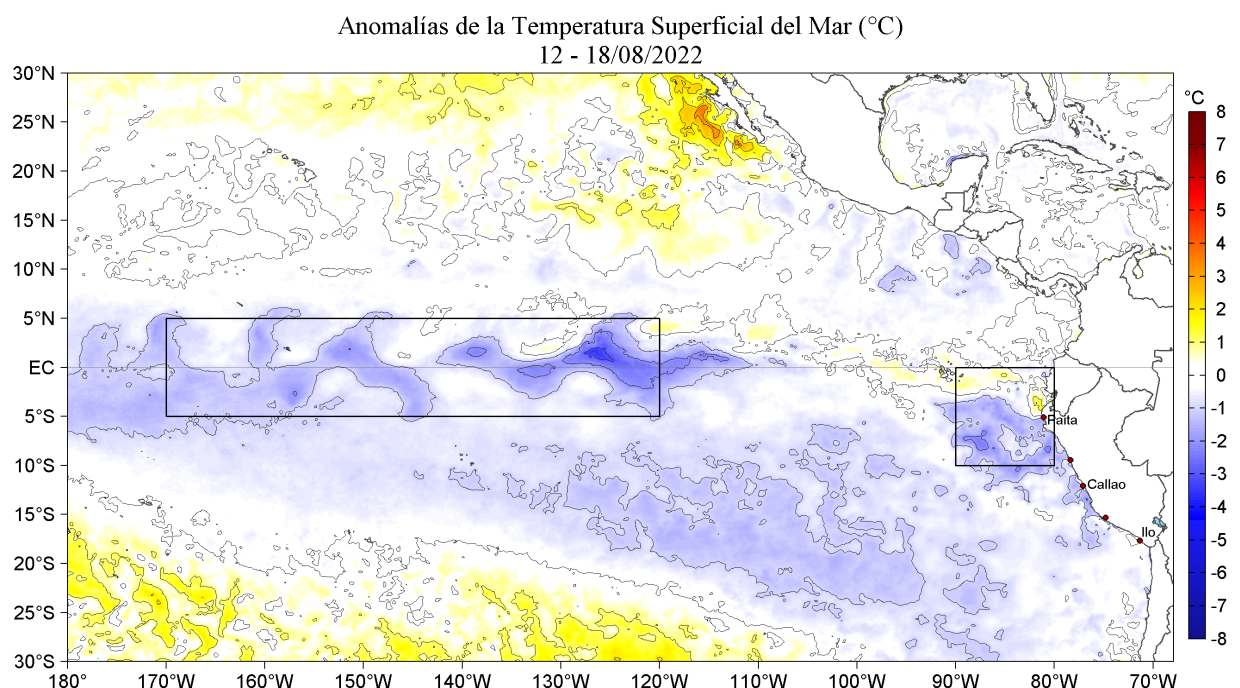 Anomalías de la Temperatura Superficial del Mar (°C)
12 - 18/08/2022
30°N
25°N
20°N
15°N
10°N
5°N
EC
5°S
10°S
15°S
20°S
25°S
30°S
180
170°W
160°W
150°W
140°W
130°W
120°W
110°W
100°W
90°W
80°W
70°W
Paita
Callao
Ilo
°C
8
7
6
5
4
3
2
1
0
-1
-2
-3
-4
-5
-6
-7
-8